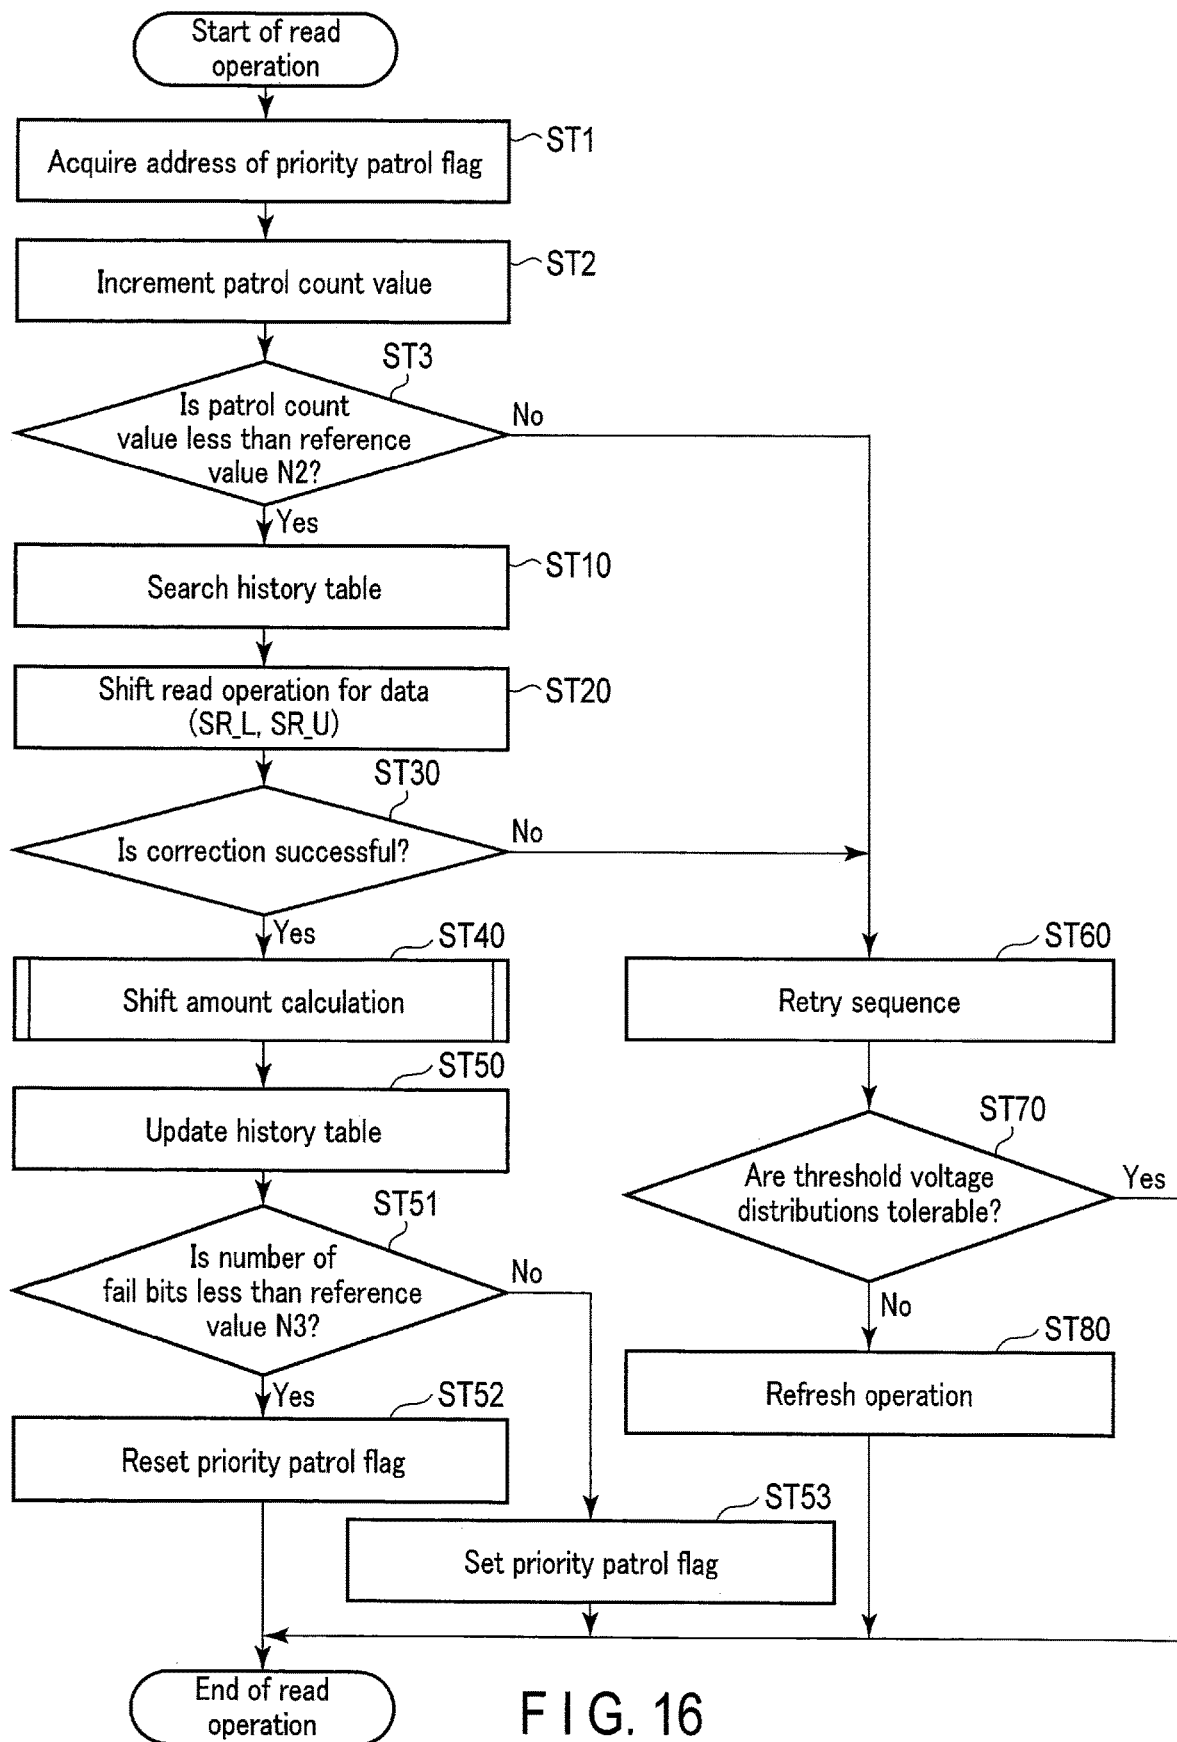 Start of read
operation
ST1
Acquire address of priority patrol flag
ST2
Increment patrol count value
ST3
Is patrol count
value less than reference
value N2?
No
Yes
ST10
Search history table
ST20
Shift read operation for data
(SR_L, SR_U)
ST30
Is correction successful?
No
Yes
ST40
Shift amount calculation
ST50
Update history table
ST51
Is number of
fail bits less than reference
value N3?
No
Yes
ST52
Reset priority patrol flag
ST53
Set priority patrol flag
ST60
Retry sequence
ST70
Are threshold voltage
distributions tolerable?
Yes
No
ST80
Refresh operation
End of read
operation
FIG. 16